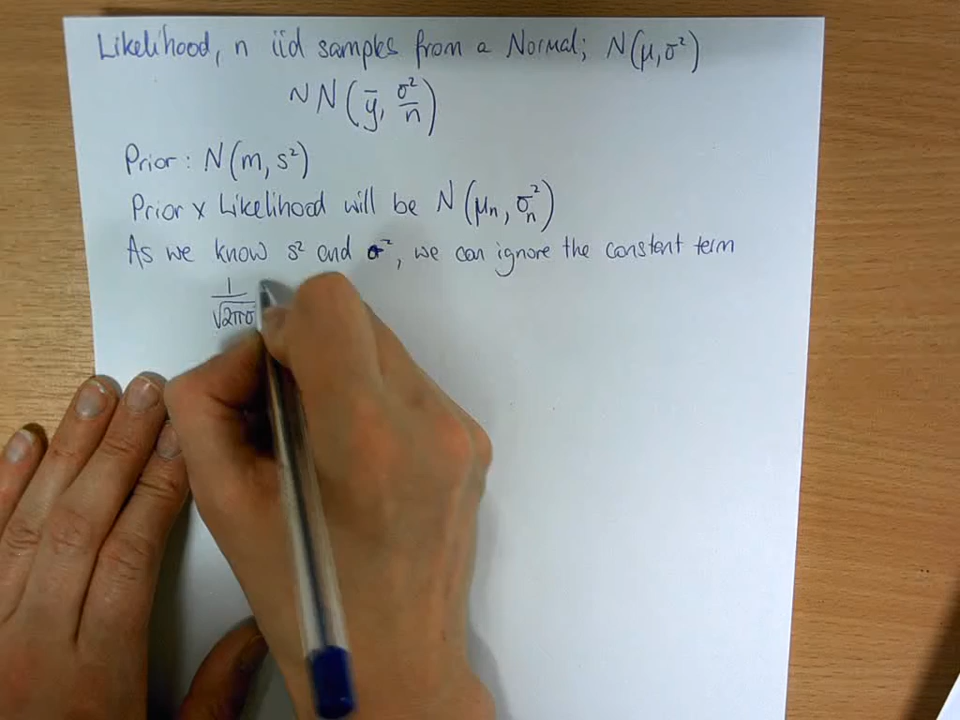 Likelihood, n iid samples from a Normal; N(μ, σ²)
~N(ȳ, σ²/n)
Prior: N(m, s²)
Prior x Likelihood will be N(μₙ, σₙ²)
As we know s² and σ², we can ignore the constant term
1/√2πσ